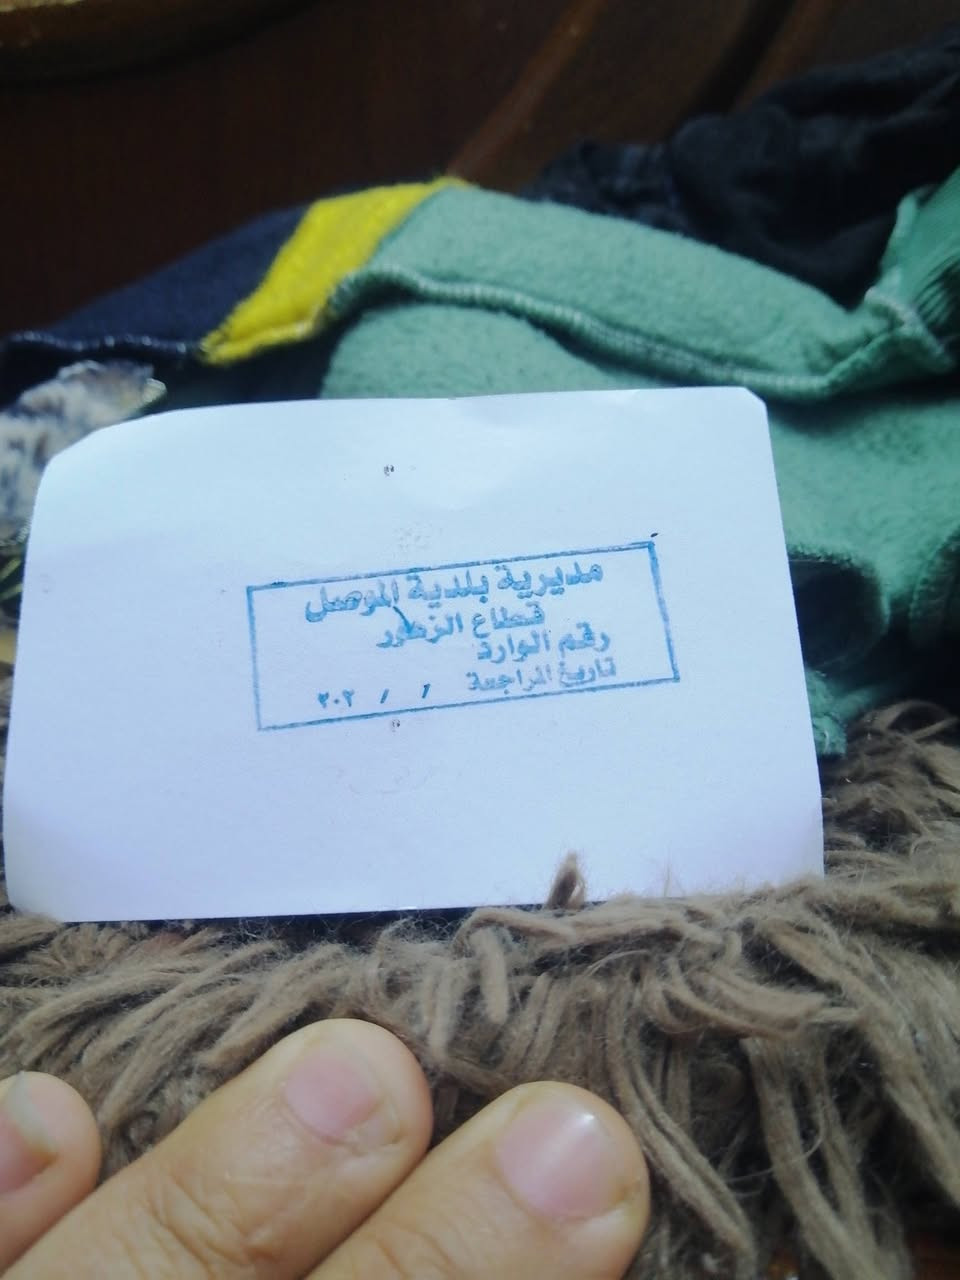 مديرية بلدية الموصل
قطاع الزهور
رقم الوارد
تاريخ المراجعة / / ٢٠٢